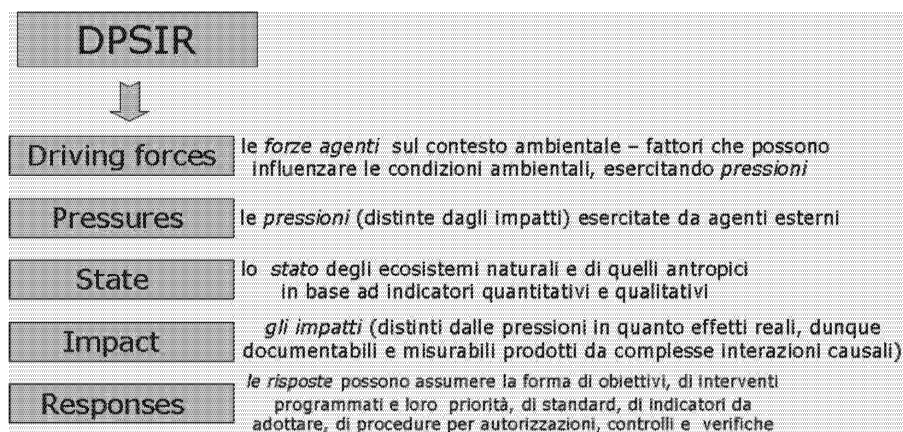 DPSIR
Driving forces
le forze agenti sul contesto ambientale – fattori che possono
influenzare le condizioni ambientali, esercitando pressioni
Pressures
le pressioni (distinte dagli impatti) esercitate da agenti esterni
State
lo stato degli ecosistemi naturali e di quelli antropici
in base ad indicatori quantitativi e qualitativi
Impact
gli impatti (distinti dalle pressioni in quanto effetti reali, dunque
documentabili e misurabili prodotti da complesse interazioni causali)
Responses
le risposte possono assumere la forma di obiettivi, di interventi
programmati e loro priorità, di standard, di indicatori da
adottare, di procedure per autorizzazioni, controlli e verifiche